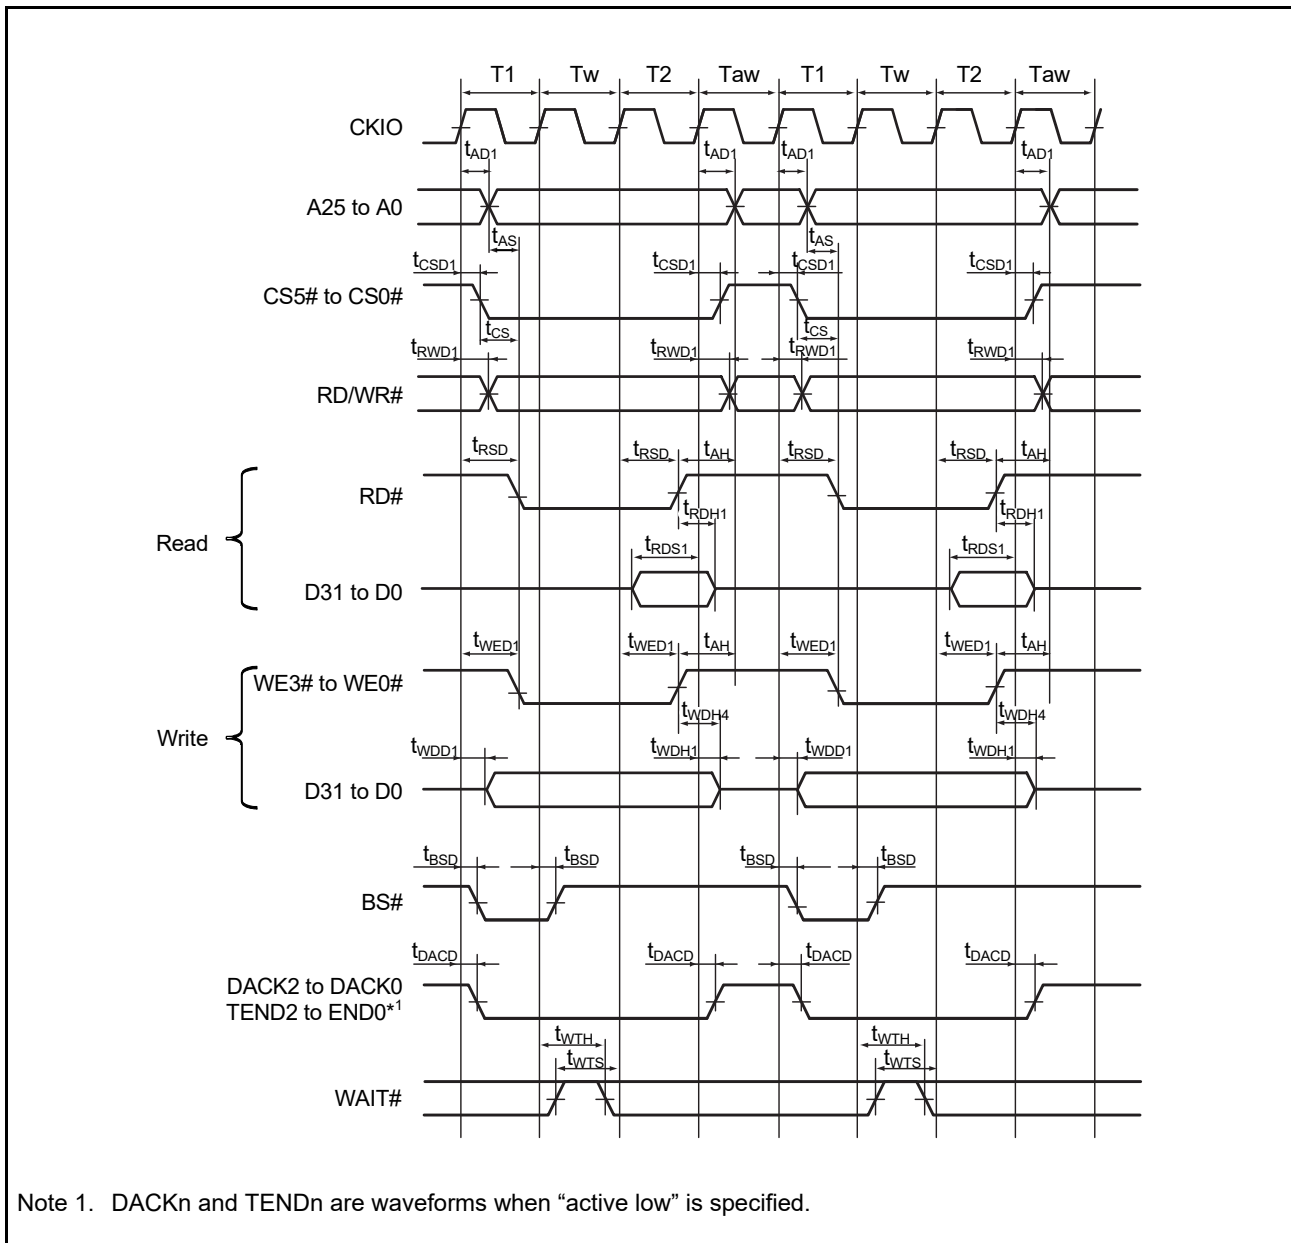 T1 Tw T2 Taw T1 Tw T2 Taw
CKIO
tAD1 tAD1 tAD1 tAD1
A25 to A0
tAS tAS
tCSD1 tCSD1 tCSD1 tCSD1
CS5# to CS0#
tCS tCS
tRWD1 tRWD1 tRWD1 tRWD1
RD/WR#
tRSD tRSD tAH tRSD tRSD tAH
RD#
tRDH1 tRDH1
Read
tRDS1 tRDS1
D31 to D0
tWED1 tWED1 tAH tWED1 tWED1 tAH
WE3# to WE0#
tWDH4 tWDH4
Write
tWDD1 tWDH1 tWDD1 tWDH1
D31 to D0
tBSD tBSD tBSD tBSD
BS#
tDACD tDACD tDACD tDACD
DACK2 to DACK0
TEND2 to END0*1
tWTH tWTH
tWTS tWTS
WAIT#
Note 1. DACKn and TENDn are waveforms when “active low” is specified.